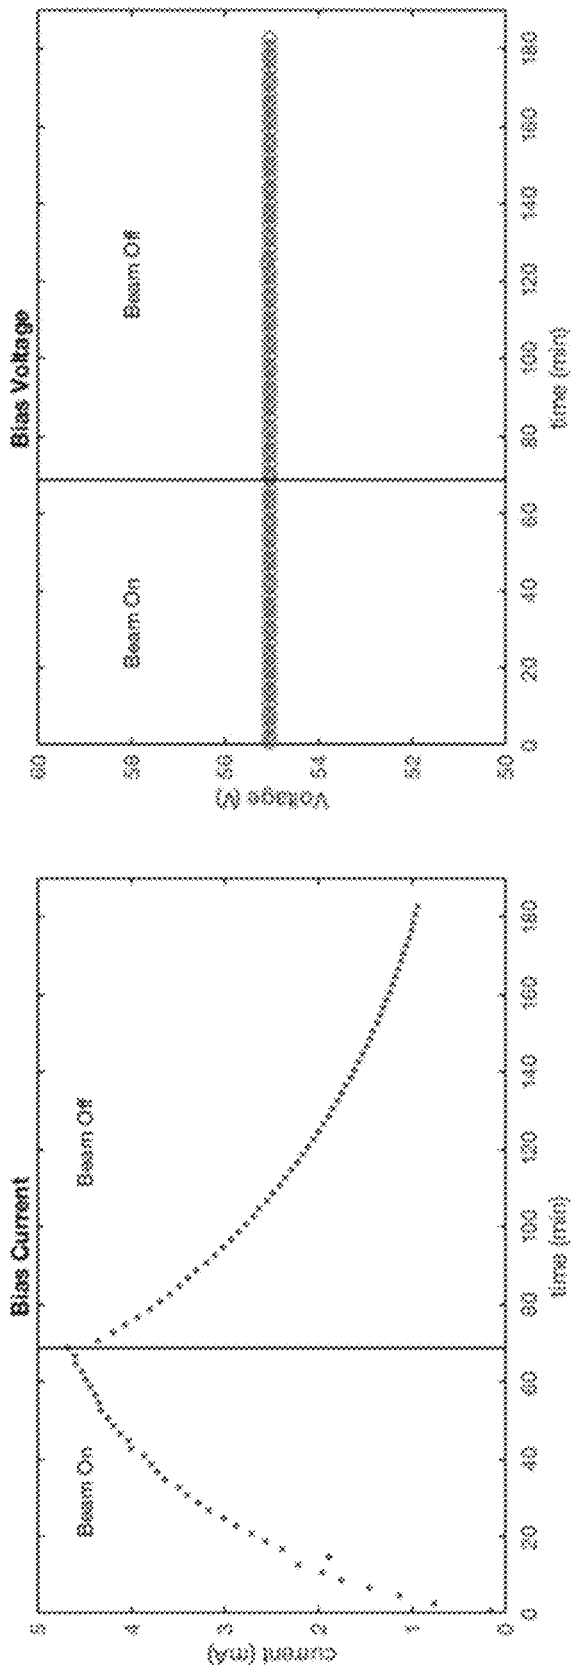 Bias Current
Beam On
Beam Off
5
4
3
2
1
0
current (mA)
0 20 40 60 80 100 120 140 160 180
time (min)
Bias Voltage
Beam On
Beam Off
60
58
56
54
52
50
Voltage (V)
0 20 40 60 80 100 120 140 160 180
time (min)